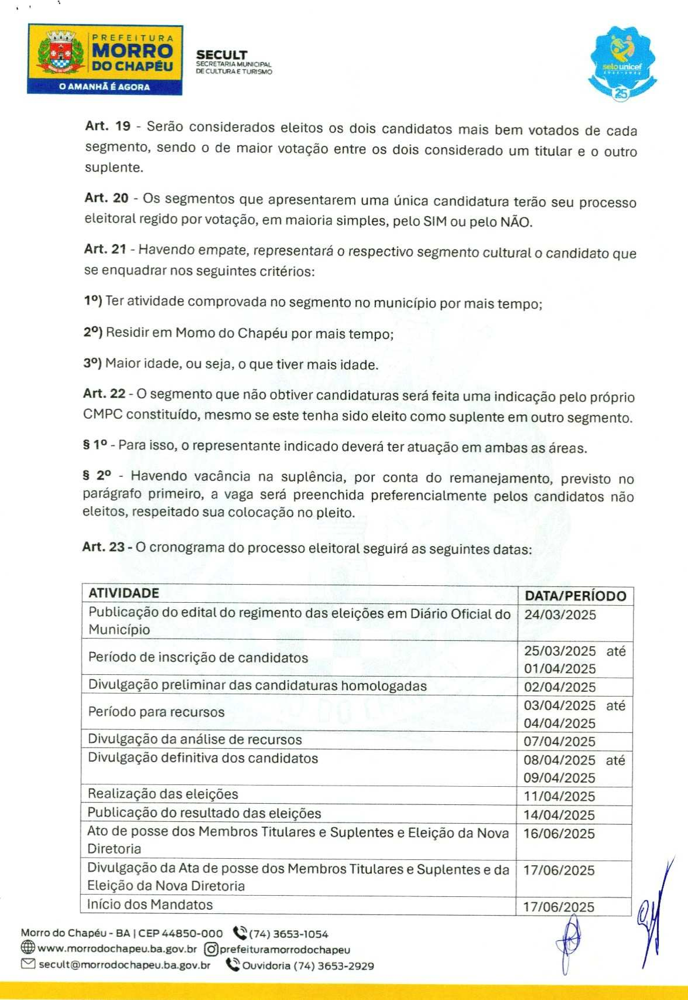 PREFEITURA
MORRO
DO CHAPÉU
O AMANHÃ É AGORA
SECULT
SECRETARIA MUNICIPAL
DE CULTURA E TURISMO
selo unicef
25
Art. 19 - Serão considerados eleitos os dois candidatos mais bem votados de cada
segmento, sendo o de maior votação entre os dois considerado um titular e o outro
suplente.
Art. 20 - Os segmentos que apresentarem uma única candidatura terão seu processo
eleitoral regido por votação, em maioria simples, pelo SIM ou pelo NÃO.
Art. 21 - Havendo empate, representará o respectivo segmento cultural o candidato que
se enquadrar nos seguintes critérios:
1º) Ter atividade comprovada no segmento no município por mais tempo;
2º) Residir em Momo do Chapéu por mais tempo;
3º) Maior idade, ou seja, o que tiver mais idade.
Art. 22 - O segmento que não obtiver candidaturas será feita uma indicação pelo próprio
CMPC constituído, mesmo se este tenha sido eleito como suplente em outro segmento.
§ 1º - Para isso, o representante indicado deverá ter atuação em ambas as áreas.
§ 2º - Havendo vacância na suplência, por conta do remanejamento, previsto no
parágrafo primeiro, a vaga será preenchida preferencialmente pelos candidatos não
eleitos, respeitado sua colocação no pleito.
Art. 23 - O cronograma do processo eleitoral seguirá as seguintes datas:
ATIVIDADE DATA/PERÍODO
Publicação do edital do regimento das eleições em Diário Oficial do 24/03/2025
Município
Período de inscrição de candidatos 25/03/2025 até
01/04/2025
Divulgação preliminar das candidaturas homologadas 02/04/2025
Período para recursos 03/04/2025 até
04/04/2025
Divulgação da análise de recursos 07/04/2025
Divulgação definitiva dos candidatos 08/04/2025 até
09/04/2025
Realização das eleições 11/04/2025
Publicação do resultado das eleições 14/04/2025
Ato de posse dos Membros Titulares e Suplentes e Eleição da Nova 16/06/2025
Diretoria
Divulgação da Ata de posse dos Membros Titulares e Suplentes e da 17/06/2025
Eleição da Nova Diretoria
Início dos Mandatos 17/06/2025
Morro do Chapéu - BA | CEP 44850-000 (74) 3653-1054
www.morrodochapeu.ba.gov.br prefeituramorrodochapeu
secult@morrodochapeu.ba.gov.br Ouvidoria (74) 3653-2929